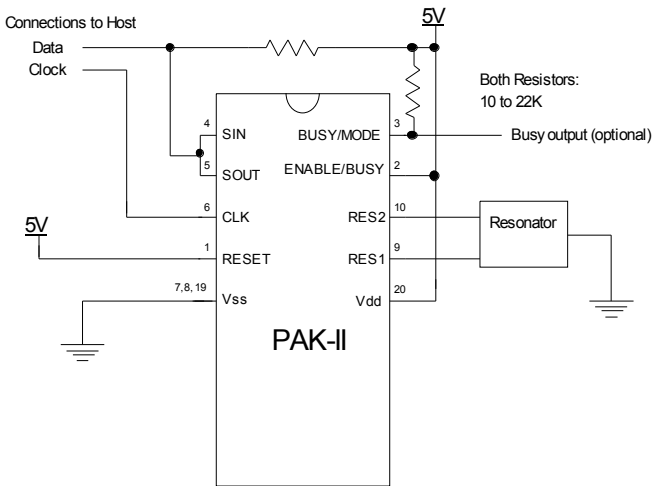 5V
Connections to Host
Data
Clock
Both Resistors:
10 to 22K
4
SIN
BUSY/MODE
3
Busy output (optional)
5
SOUT
ENABLE/BUSY
2
6
CLK
RES2
10
Resonator
5V
1
RESET
RES1
9
7,8,19
Vss
Vdd
20
PAK-II